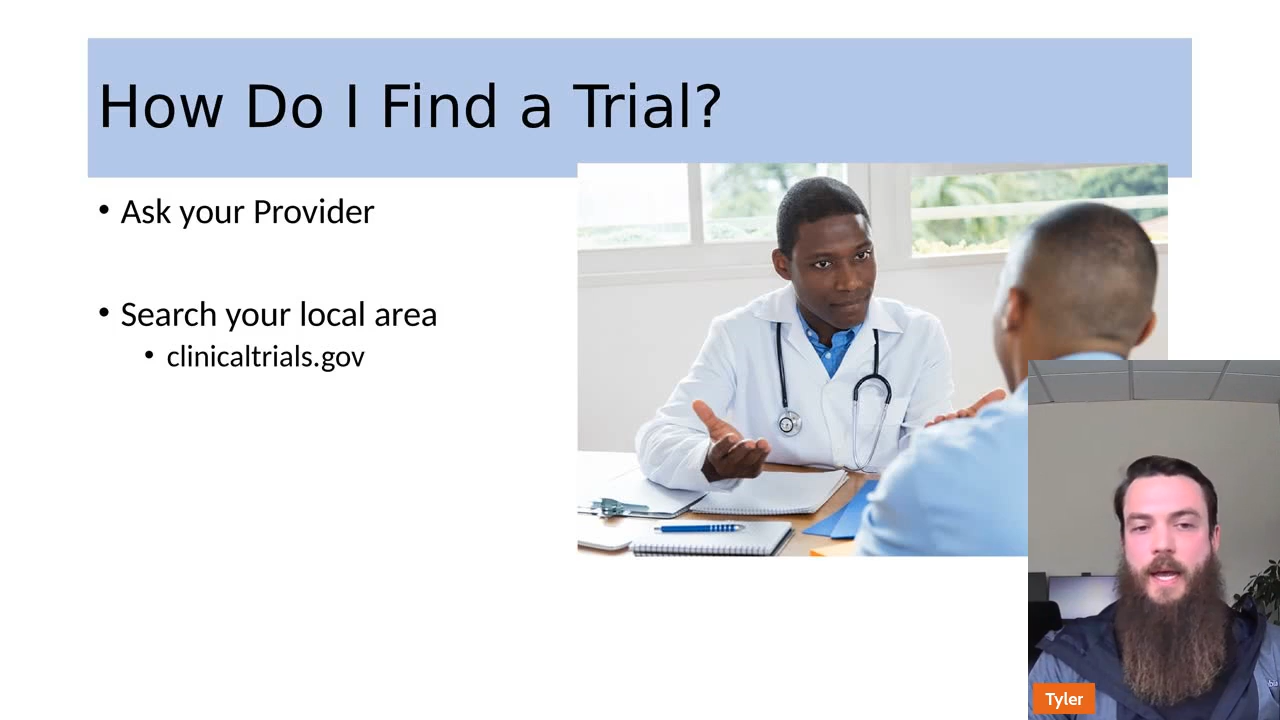 How Do I Find a Trial?
• Ask your Provider
• Search your local area
• clinicaltrials.gov
Tyler